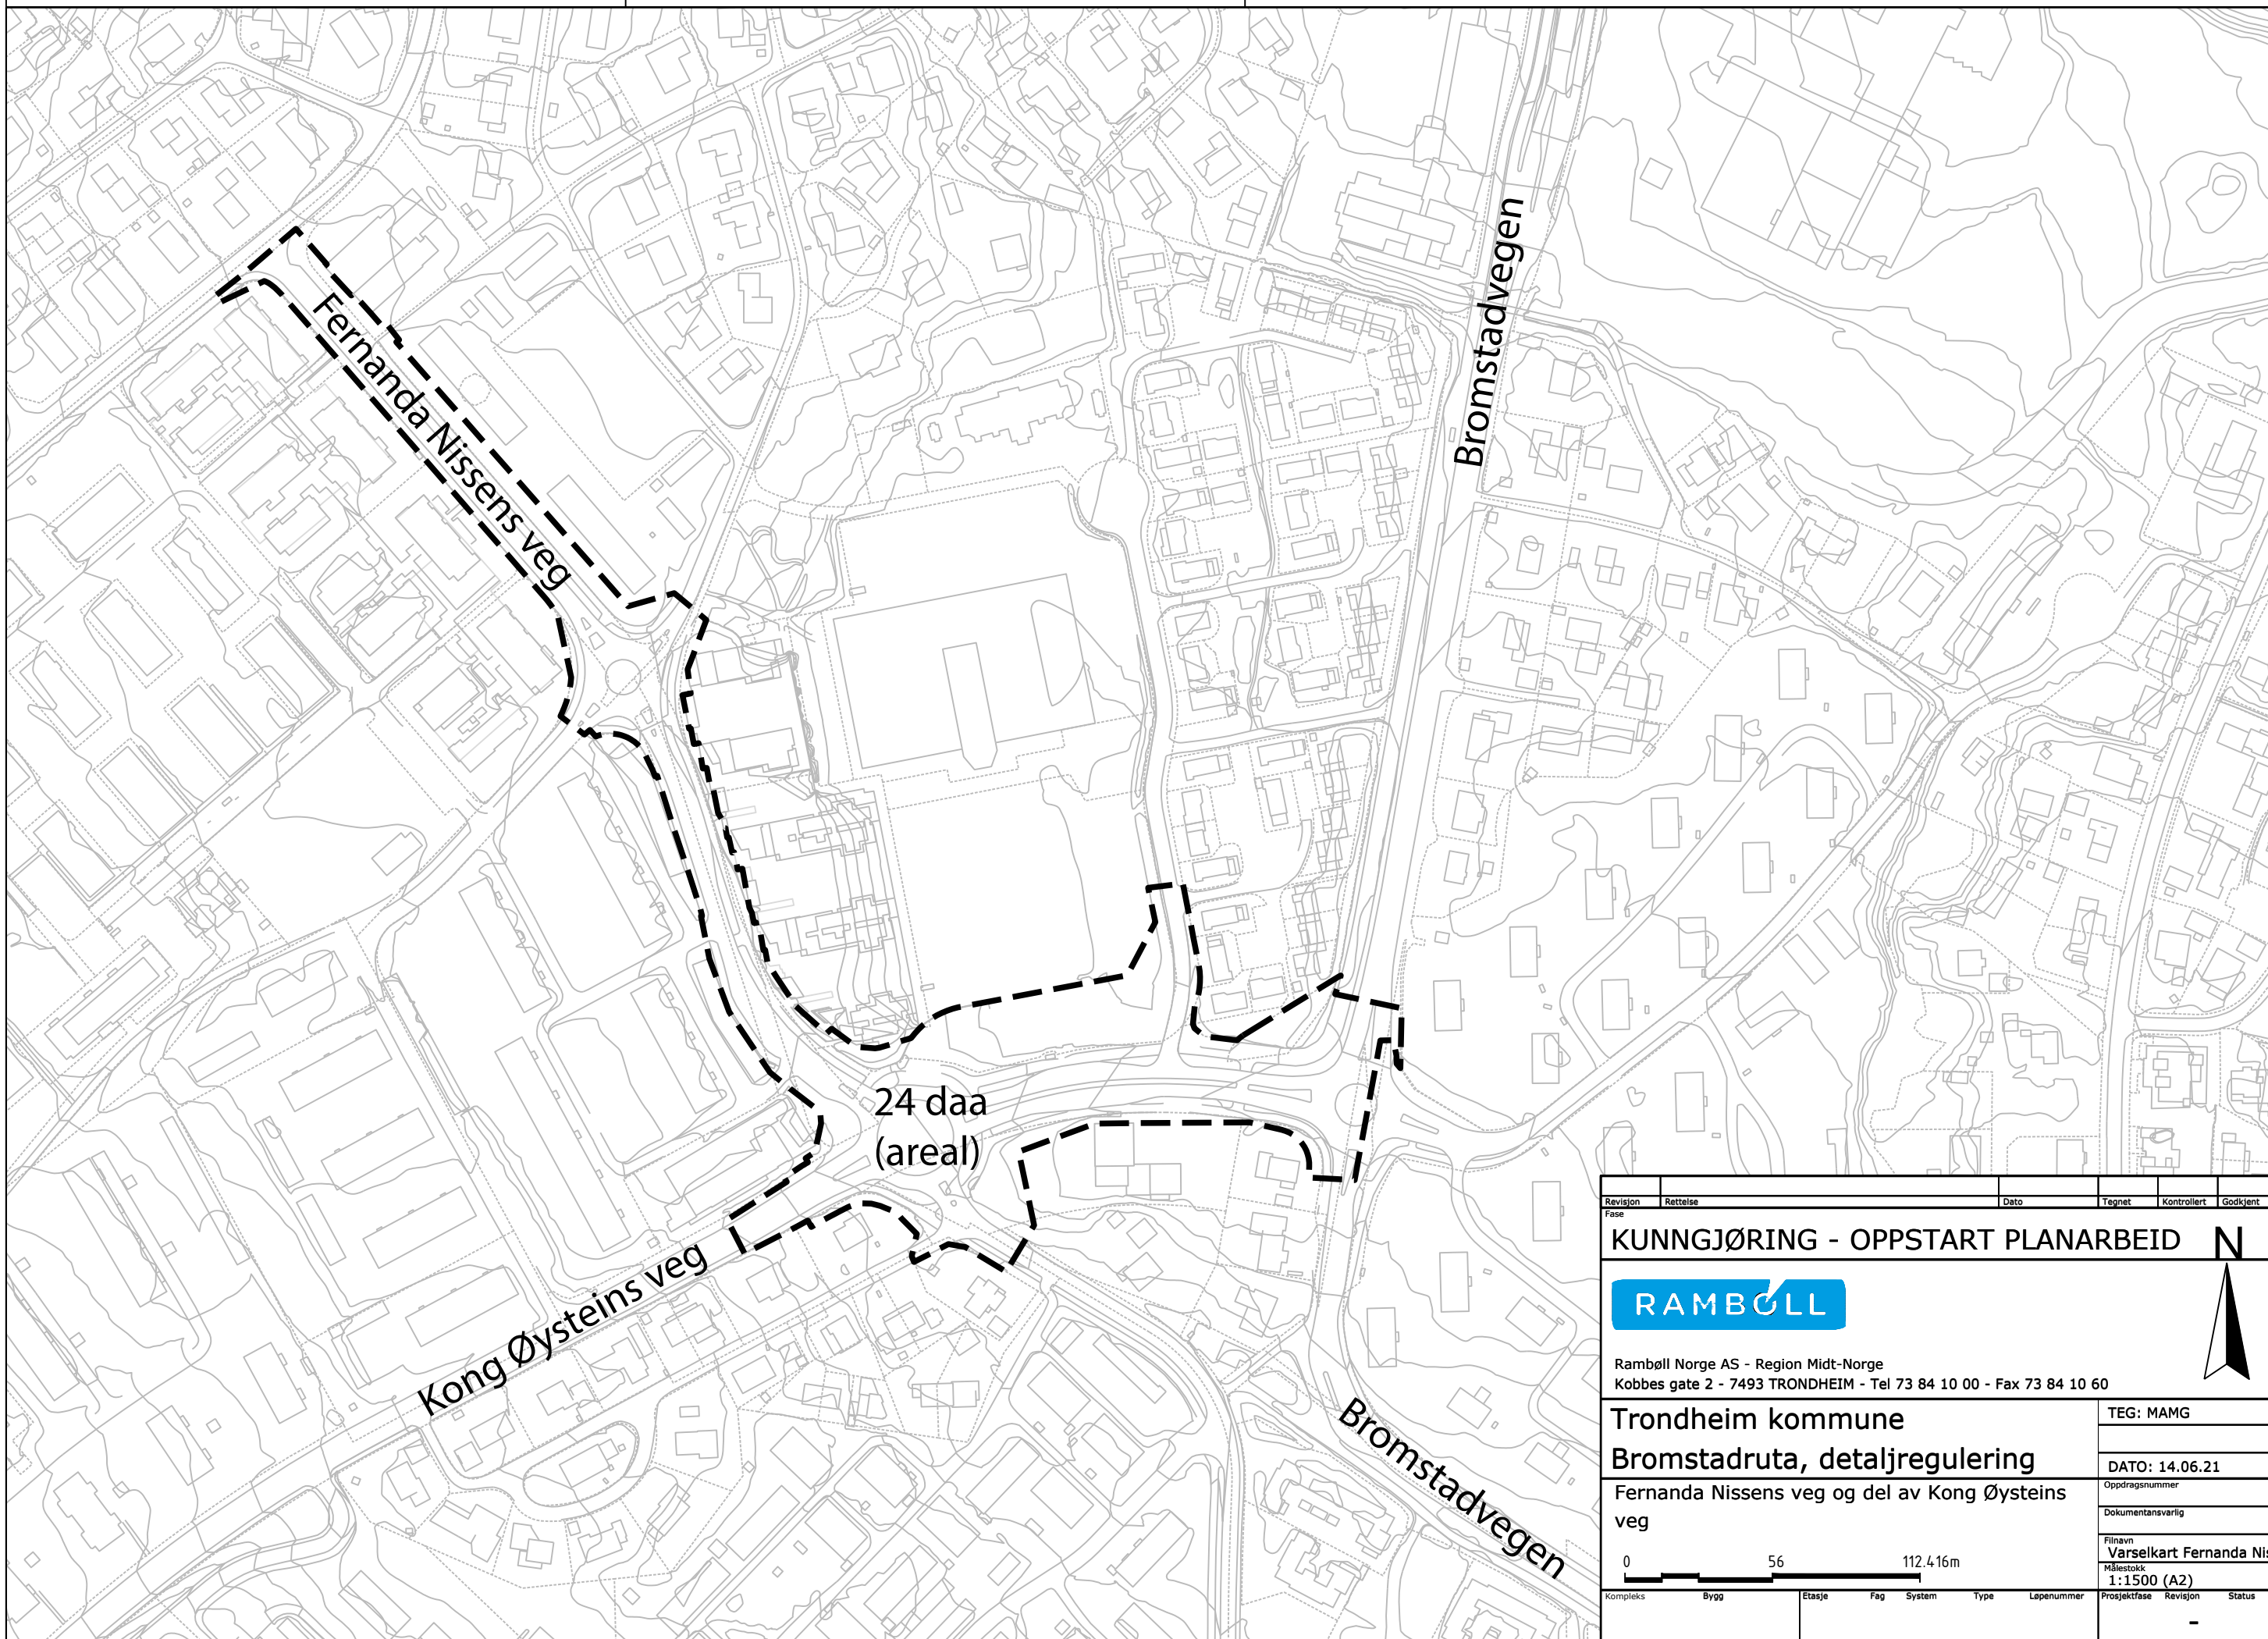 Bromstadvegen
Fernanda Nissens veg
24 daa
(areal)
Kong Øysteins veg
Bromstadvegen
Revisjon Rettelse Dato Tegnet Kontrollert Godkjent
Fase
KUNNGJØRING - OPPSTART PLANARBEID N
RAMBOLL
Rambøll Norge AS - Region Midt-Norge
Kobbes gate 2 - 7493 TRONDHEIM - Tel 73 84 10 00 - Fax 73 84 10 60
Trondheim kommune
Bromstadruta, detaljregulering
TEG: MAMG
DATO: 14.06.21
Fernanda Nissens veg og del av Kong Øysteins
veg
Oppdragsnummer
Dokumentansvarlig
Filnavn
Varselkart Fernanda Nis
0 56 112.416m
Målestokk
1:1500 (A2)
Kompleks Bygg Etasje Fag System Type Løpenummer Prosjektfase Revisjon Status
-